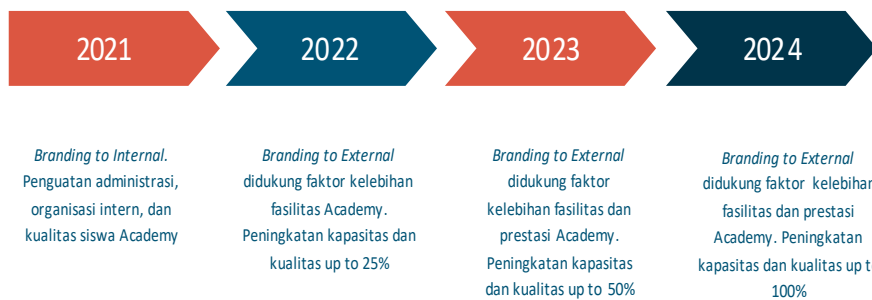 2021
2022
2023
2024
Branding to Internal.
Penguatan administrasi,
organisasi intern, dan
kualitas siswa Academy
Branding to External
didukung faktor kelebihan
fasilitas Academy.
Peningkatan kapasitas dan
kualitas up to 25%
Branding to External
didukung faktor
kelebihan fasilitas dan
prestasi Academy.
Peningkatan kapasitas
dan kualitas up to 50%
Branding to External
didukung faktor kelebihan
fasilitas dan prestasi
Academy. Peningkatan
kapasitas dan kualitas up to
100%